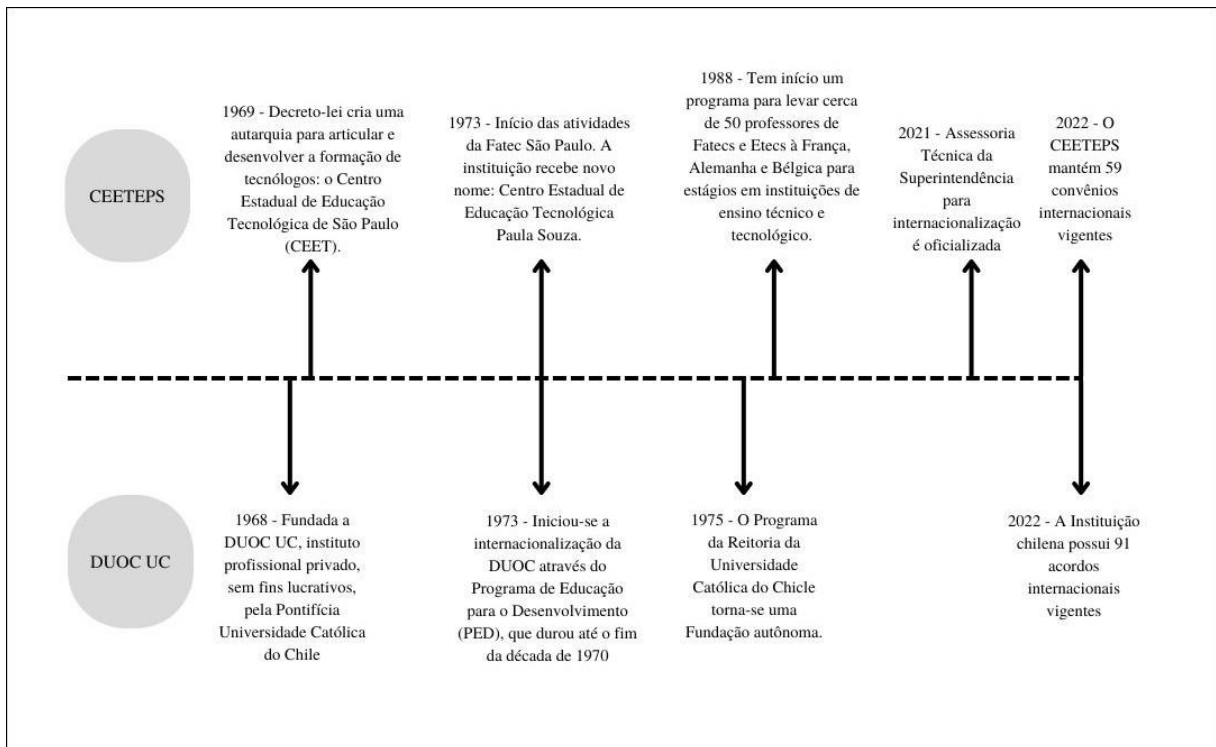 CEETEPS
1969 - Decreto-lei cria uma
autarquia para articular e
desenvolver a formação de
tecnólogos: o Centro
Estadual de Educação
Tecnológica de São Paulo
(CEET).
1973 - Início das atividades
da Fatec São Paulo. A
instituição recebe novo
nome: Centro Estadual de
Educação Tecnológica
Paula Souza.
1988 - Tem início um
programa para levar cerca
de 50 professores de
Fatecs e Etecs à França,
Alemanha e Bélgica para
estágios em instituições de
ensino técnico e
tecnológico.
2021 - Assessoria
Técnica da
Superintendência
para
internacionalização
é oficializada
2022 - O
CEETEPS
mantém 59
convênios
internacionais
vigentes
DUOC UC
1968 - Fundada a
DUOC UC, instituto
profissional privado,
sem fins lucrativos,
pela Pontifícia
Universidade Católica
do Chile
1973 - Iniciou-se a
internacionalização da
DUOC através do
Programa de Educação
para o Desenvolvimento
(PED), que durou até o fim
da década de 1970
1975 - O Programa
da Reitoria da
Universidade
Católica do Chicle
torna-se uma
Fundação autônoma.
2022 - A Instituição
chilena possui 91
acordos
internacionais
vigentes